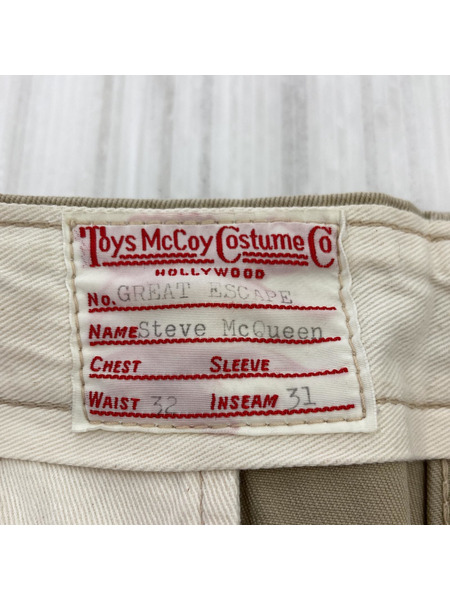 Toys McCoy Costume Co
HOLLYWOOD
No. GREAT ESCAPE
NAME Steve McQueen
CHEST SLEEVE
WAIST 32 INSEAM 31